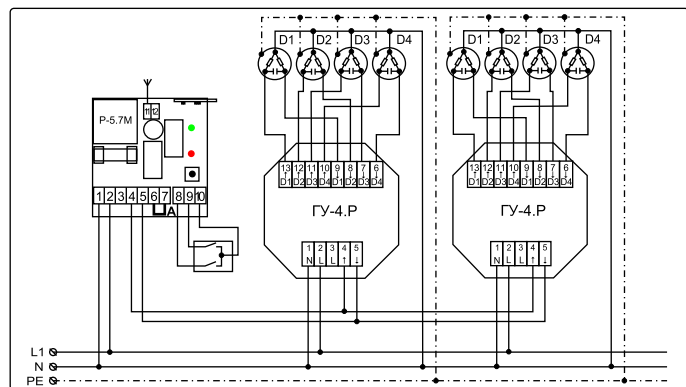 D1 D2 D3 D4
D1 D2 D3 D4
11 12
Р-5.7М
13 12 11 10 9 8 7 6
↓D1 ↑D2 ↑D3 ↑D4 ↑D1 ↓D2 ↓D3 ↓D4
13 12 11 10 9 8 7 6
↓D1 ↑D2 ↑D3 ↑D4 ↑D1 ↓D2 ↓D3 ↓D4
1 2 3 4 5 6 7 8 9 10
A
ГУ-4.Р
ГУ-4.Р
1 2 3 4 5
N L L ↑ ↓
1 2 3 4 5
N L L ↑ ↓
L1
N
PE